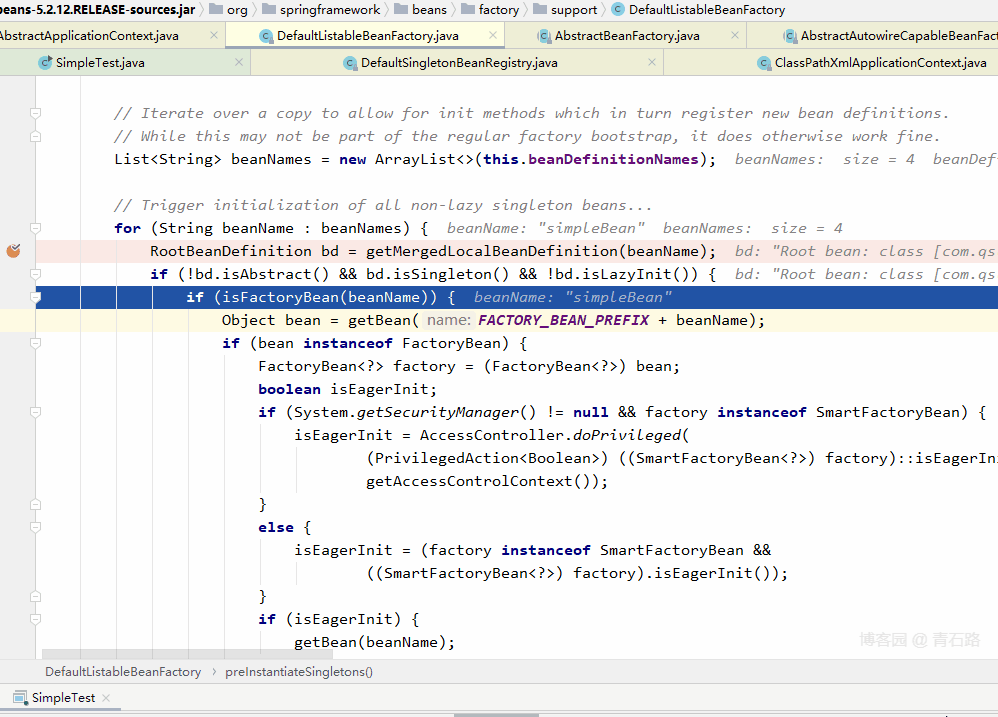 beans-5.2.12.RELEASE-sources.jar org springframework beans factory support DefaultListableBeanFactory
AbstractApplicationContext.java DefaultListableBeanFactory.java AbstractBeanFactory.java AbstractAutowireCapableBeanFact
SimpleTest.java DefaultSingletonBeanRegistry.java ClassPathXmlApplicationContext.java
// Iterate over a copy to allow for init methods which in turn register new bean definitions.
// While this may not be part of the regular factory bootstrap, it does otherwise work fine.
List<String> beanNames = new ArrayList<>(this.beanDefinitionNames); beanNames: size = 4 beanDef
// Trigger initialization of all non-lazy singleton beans...
for (String beanName : beanNames) { beanName: "simpleBean" beanNames: size = 4
RootBeanDefinition bd = getMergedLocalBeanDefinition(beanName); bd: "Root bean: class [com.qs
if (!bd.isAbstract() && bd.isSingleton() && !bd.isLazyInit()) { bd: "Root bean: class [com.qs
if (isFactoryBean(beanName)) { beanName: "simpleBean"
Object bean = getBean( name: FACTORY_BEAN_PREFIX + beanName);
if (bean instanceof FactoryBean) {
FactoryBean<?> factory = (FactoryBean<?>) bean;
boolean isEagerInit;
if (System.getSecurityManager() != null && factory instanceof SmartFactoryBean) {
isEagerInit = AccessController.doPrivileged(
(PrivilegedAction<Boolean>) ((SmartFactoryBean<?>) factory)::isEagerIni
getAccessControlContext());
}
else {
isEagerInit = (factory instanceof SmartFactoryBean &&
((SmartFactoryBean<?>) factory).isEagerInit());
}
if (isEagerInit) {
getBean(beanName);
博客园 @ 青石路
DefaultListableBeanFactory preInstantiateSingletons()
SimpleTest